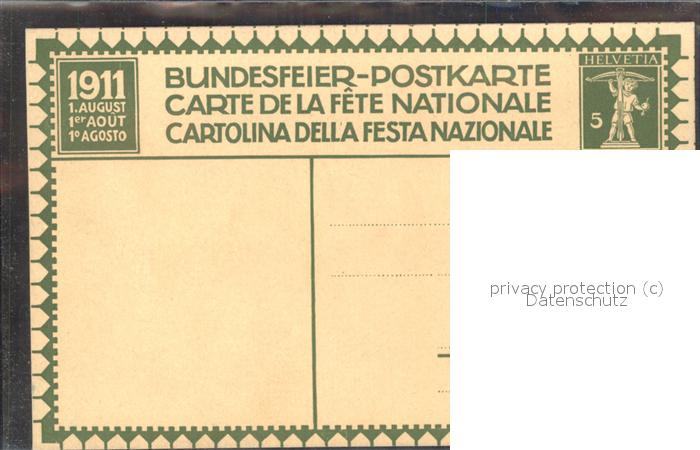 1911
1. AUGUST
1er AOÛT
1o AGOSTO
BUNDESFEIER-POSTKARTE
CARTE DE LA FÊTE NATIONALE
CARTOLINA DELLA FESTA NAZIONALE
HELVETIA
5
privacy protection (c)
Datenschutz